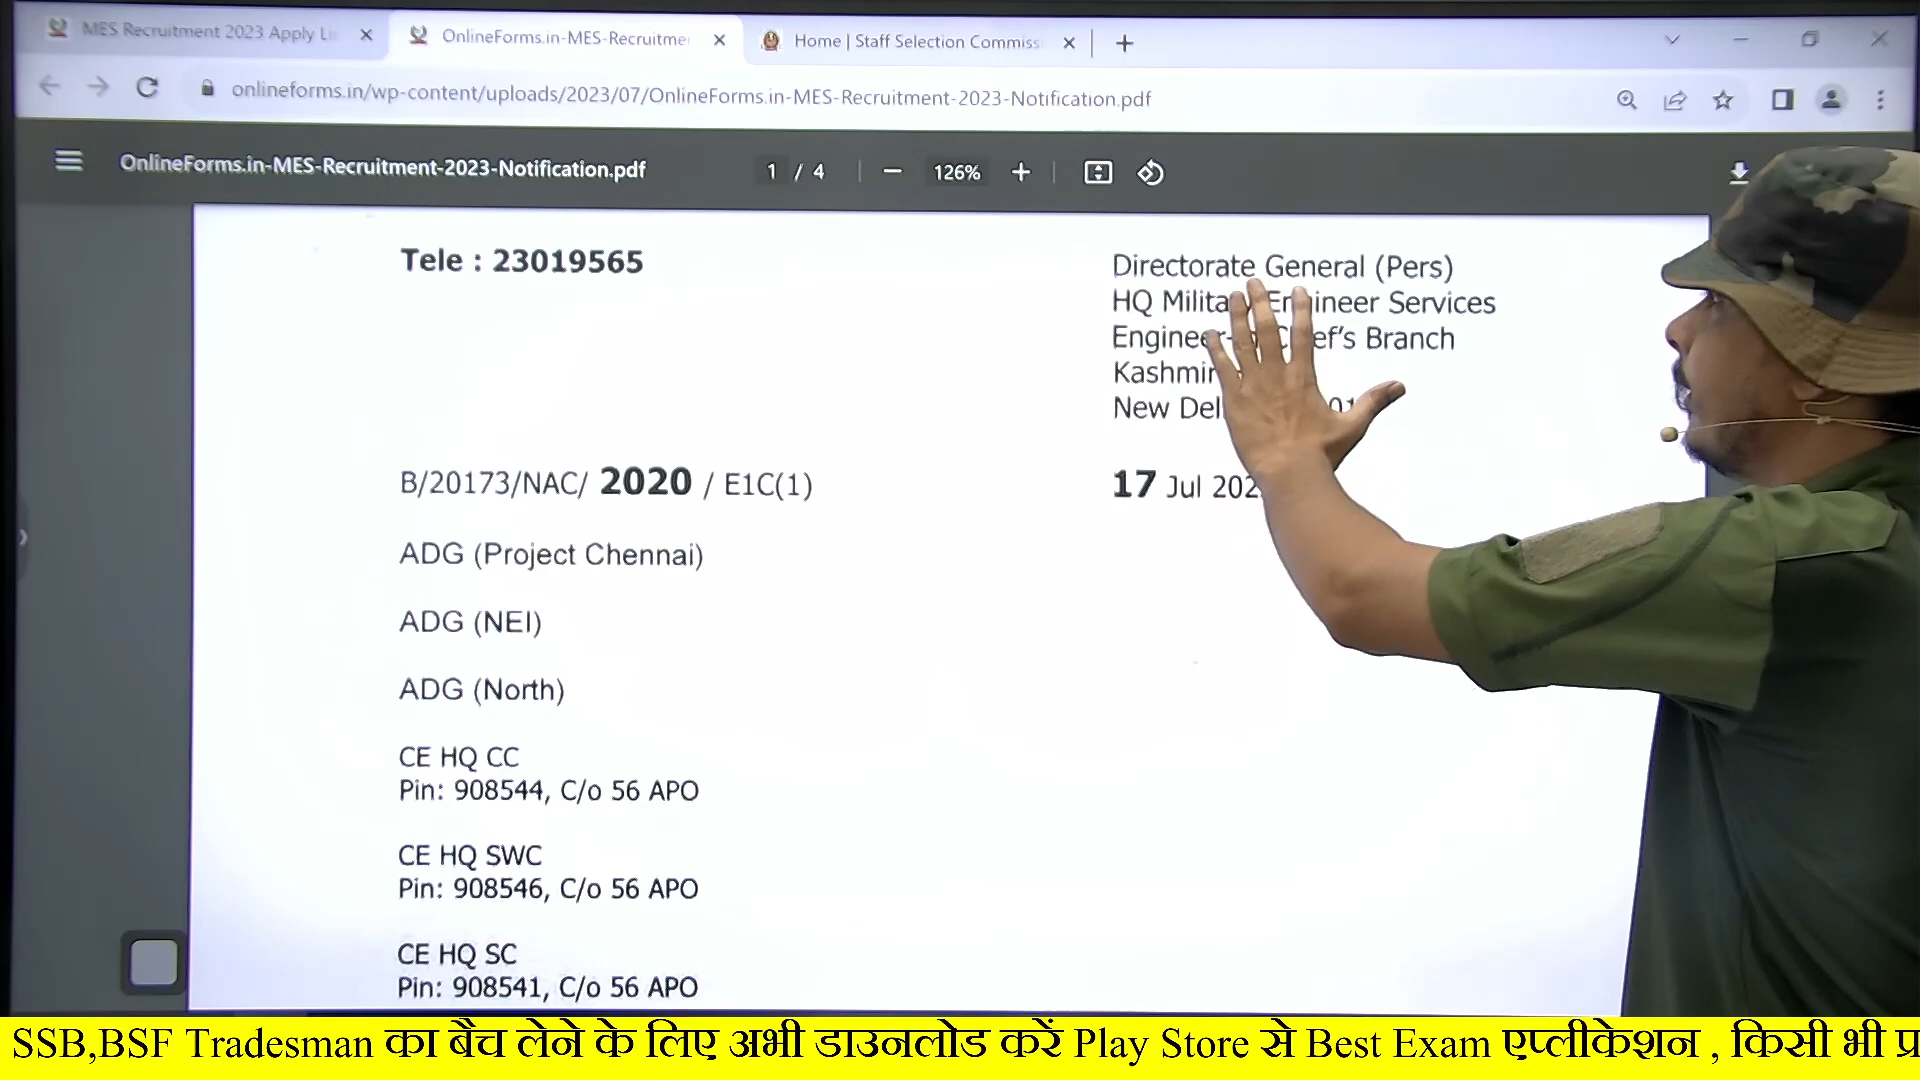 MES Recruitment 2023 Apply Li
OnlineForms.in-MES-Recruitme
Home | Staff Selection Commiss
onlineforms.in/wp-content/uploads/2023/07/OnlineForms.in-MES-Recruitment-2023-Notification.pdf
OnlineForms.in-MES-Recruitment-2023-Notification.pdf
1 / 4
126%
Tele : 23019565
Directorate General (Pers)
HQ Milita Engineer Services
Enginee Chief's Branch
Kashmir
New Del
B/20173/NAC/ 2020 / E1C(1)
17 Jul 202
ADG (Project Chennai)
ADG (NEI)
ADG (North)
CE HQ CC
Pin: 908544, C/o 56 APO
CE HQ SWC
Pin: 908546, C/o 56 APO
CE HQ SC
Pin: 908541, C/o 56 APO
SSB,BSF Tradesman का बैच लेने के लिए अभी डाउनलोड करें Play Store से Best Exam एप्लीकेशन , किसी भी प्र